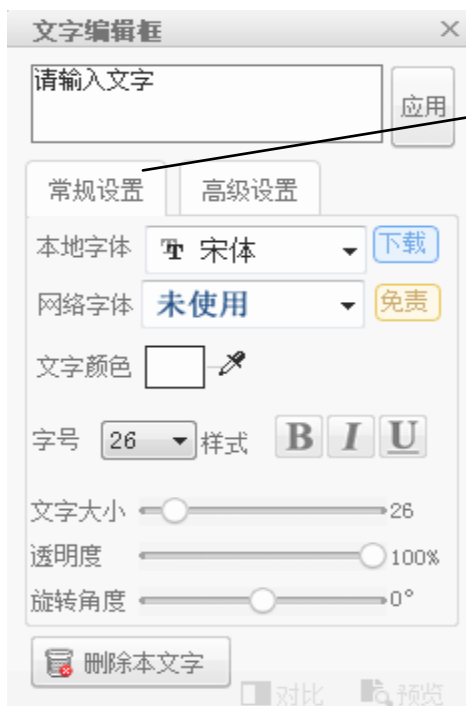 文字编辑框
请输入文字
应用
常规设置 高级设置
本地字体 宋体 下载
网络字体 未使用 免责
文字颜色
字号 26 样式 B I U
文字大小 26
透明度 100%
旋转角度 0°
删除本文字
对比 预览